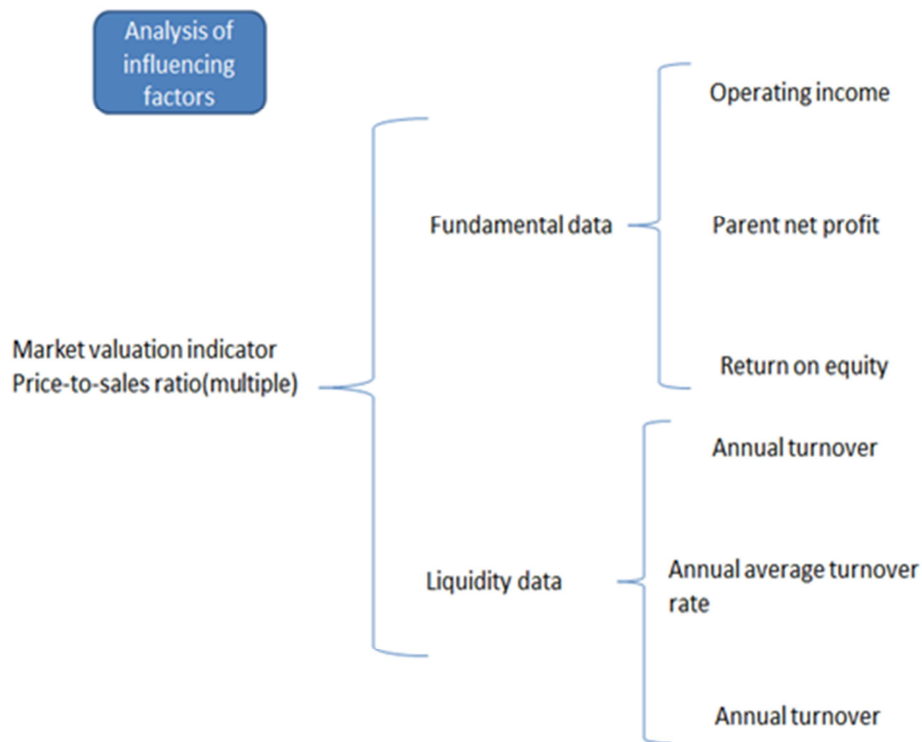 Analysis of
influencing
factors
Operating income
Fundamental data
Parent net profit
Market valuation indicator
Price-to-sales ratio(multiple)
Return on equity
Annual turnover
Liquidity data
Annual average turnover
rate
Annual turnover